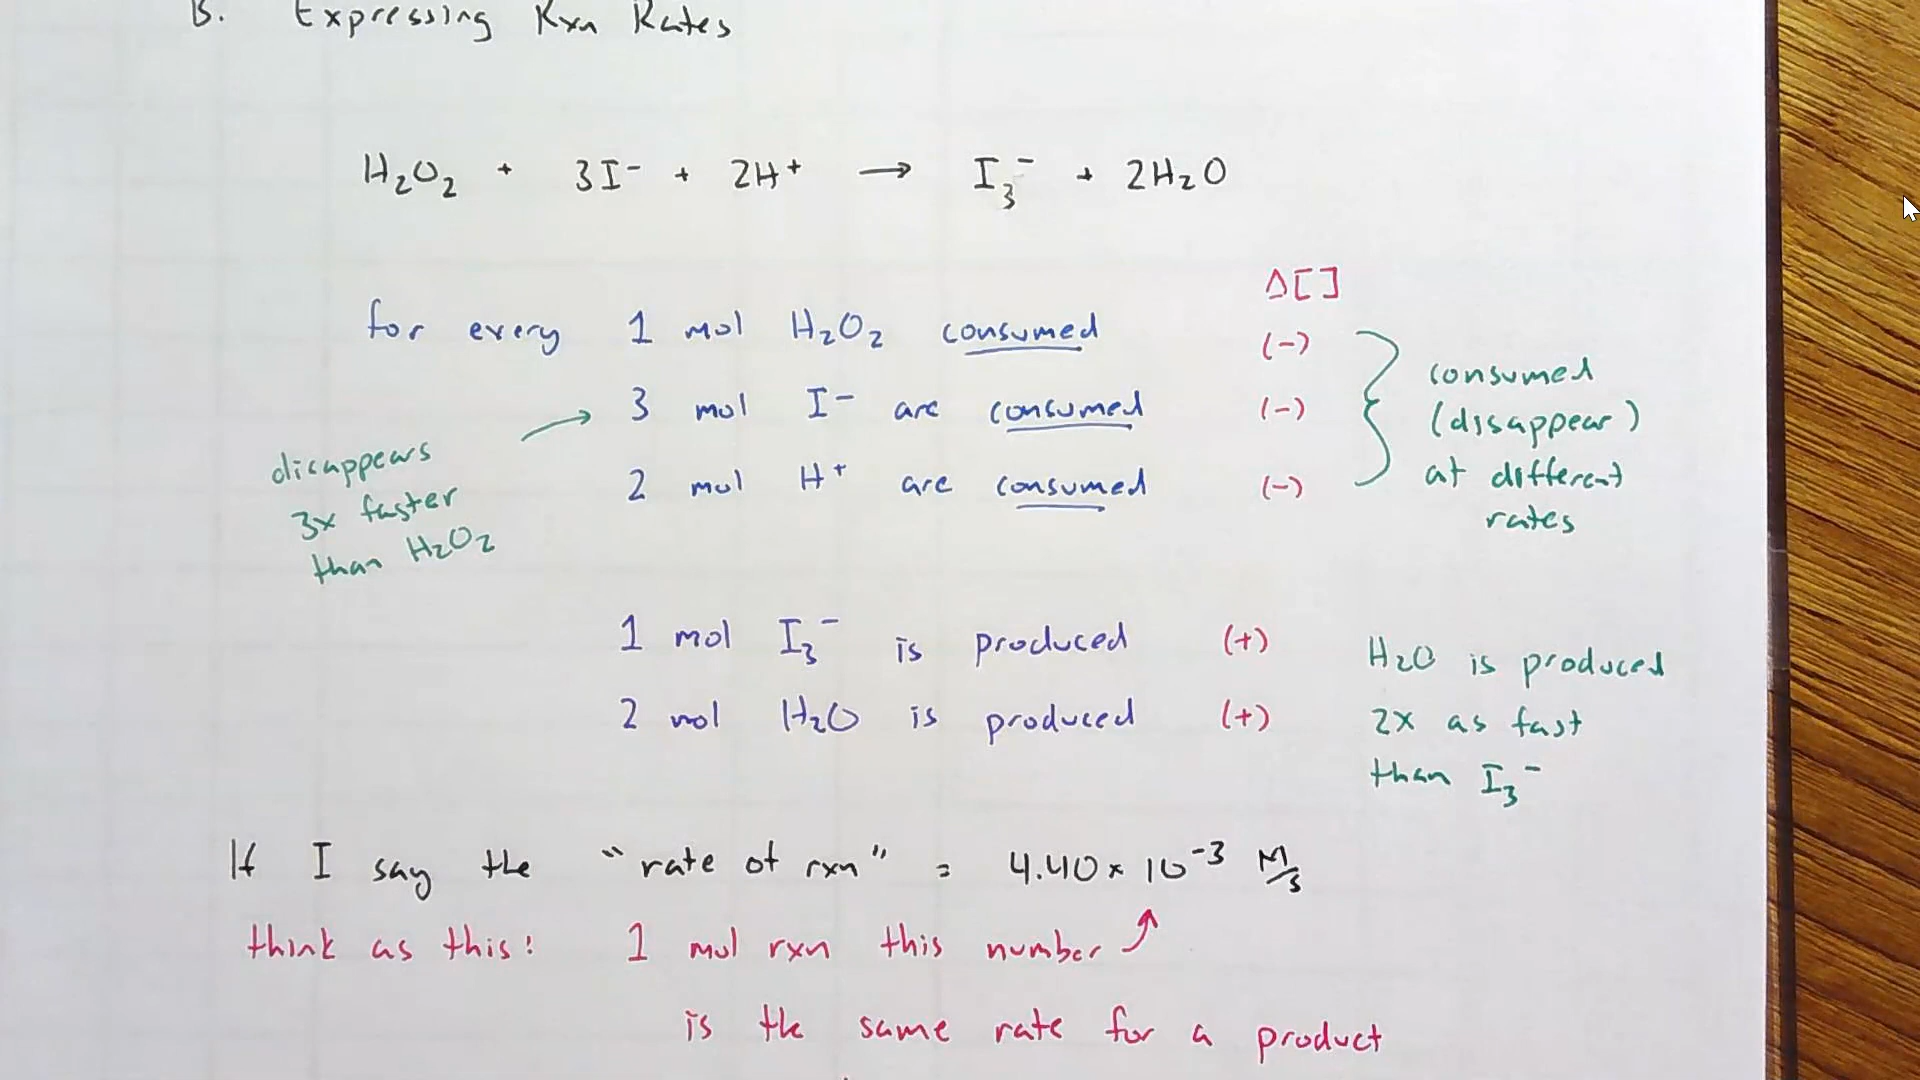 B. Expressing Rxn Rates
H₂O₂ + 3I⁻ + 2H⁺ → I₃⁻ + 2H₂O
Δ[]
for every 1 mol H₂O₂ consumed (-)
3 mol I⁻ are consumed (-)
2 mol H⁺ are consumed (-)
consumed
(disappear)
at different
rates
disappears
3x faster
than H₂O₂
1 mol I₃⁻ is produced (+)
2 mol H₂O is produced (+)
H₂O is produced
2x as fast
than I₃⁻
If I say the "rate of rxn" = 4.40 x 10⁻³ M/s
think as this: 1 mol rxn this number
is the same rate for a product